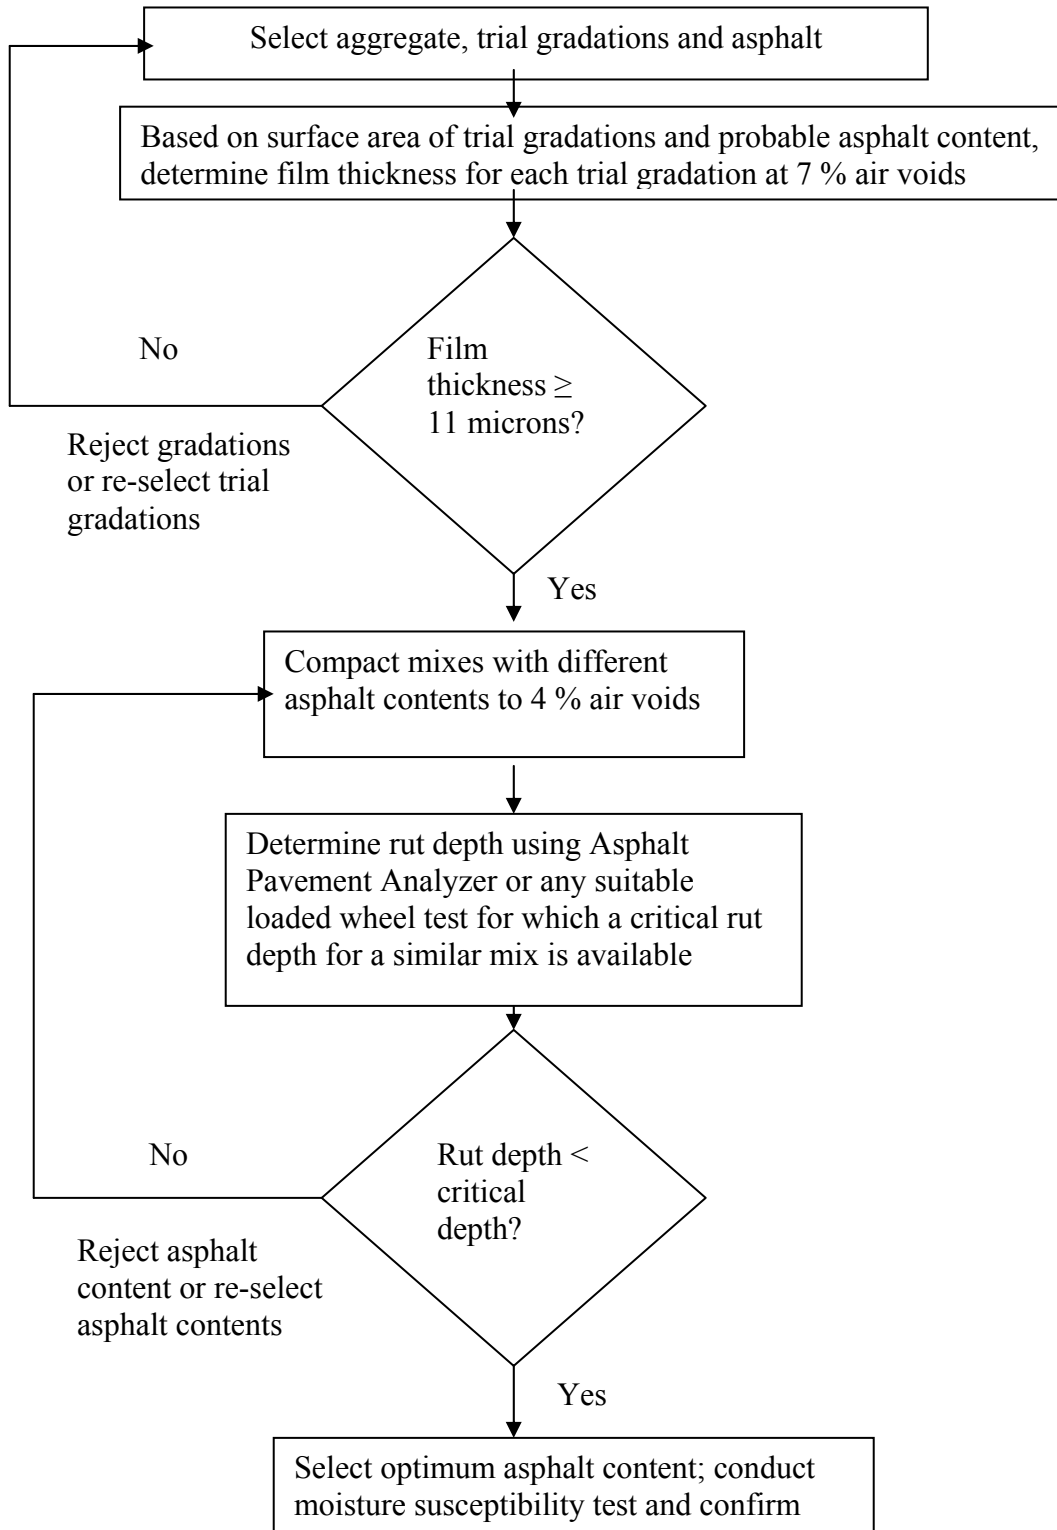 Select aggregate, trial gradations and asphalt
Based on surface area of trial gradations and probable asphalt content,
determine film thickness for each trial gradation at 7 % air voids
No
Film
thickness ≥
11 microns?
Reject gradations
or re-select trial
gradations
Yes
Compact mixes with different
asphalt contents to 4 % air voids
Determine rut depth using Asphalt
Pavement Analyzer or any suitable
loaded wheel test for which a critical rut
depth for a similar mix is available
No
Rut depth <
critical
depth?
Reject asphalt
content or re-select
asphalt contents
Yes
Select optimum asphalt content; conduct
moisture susceptibility test and confirm